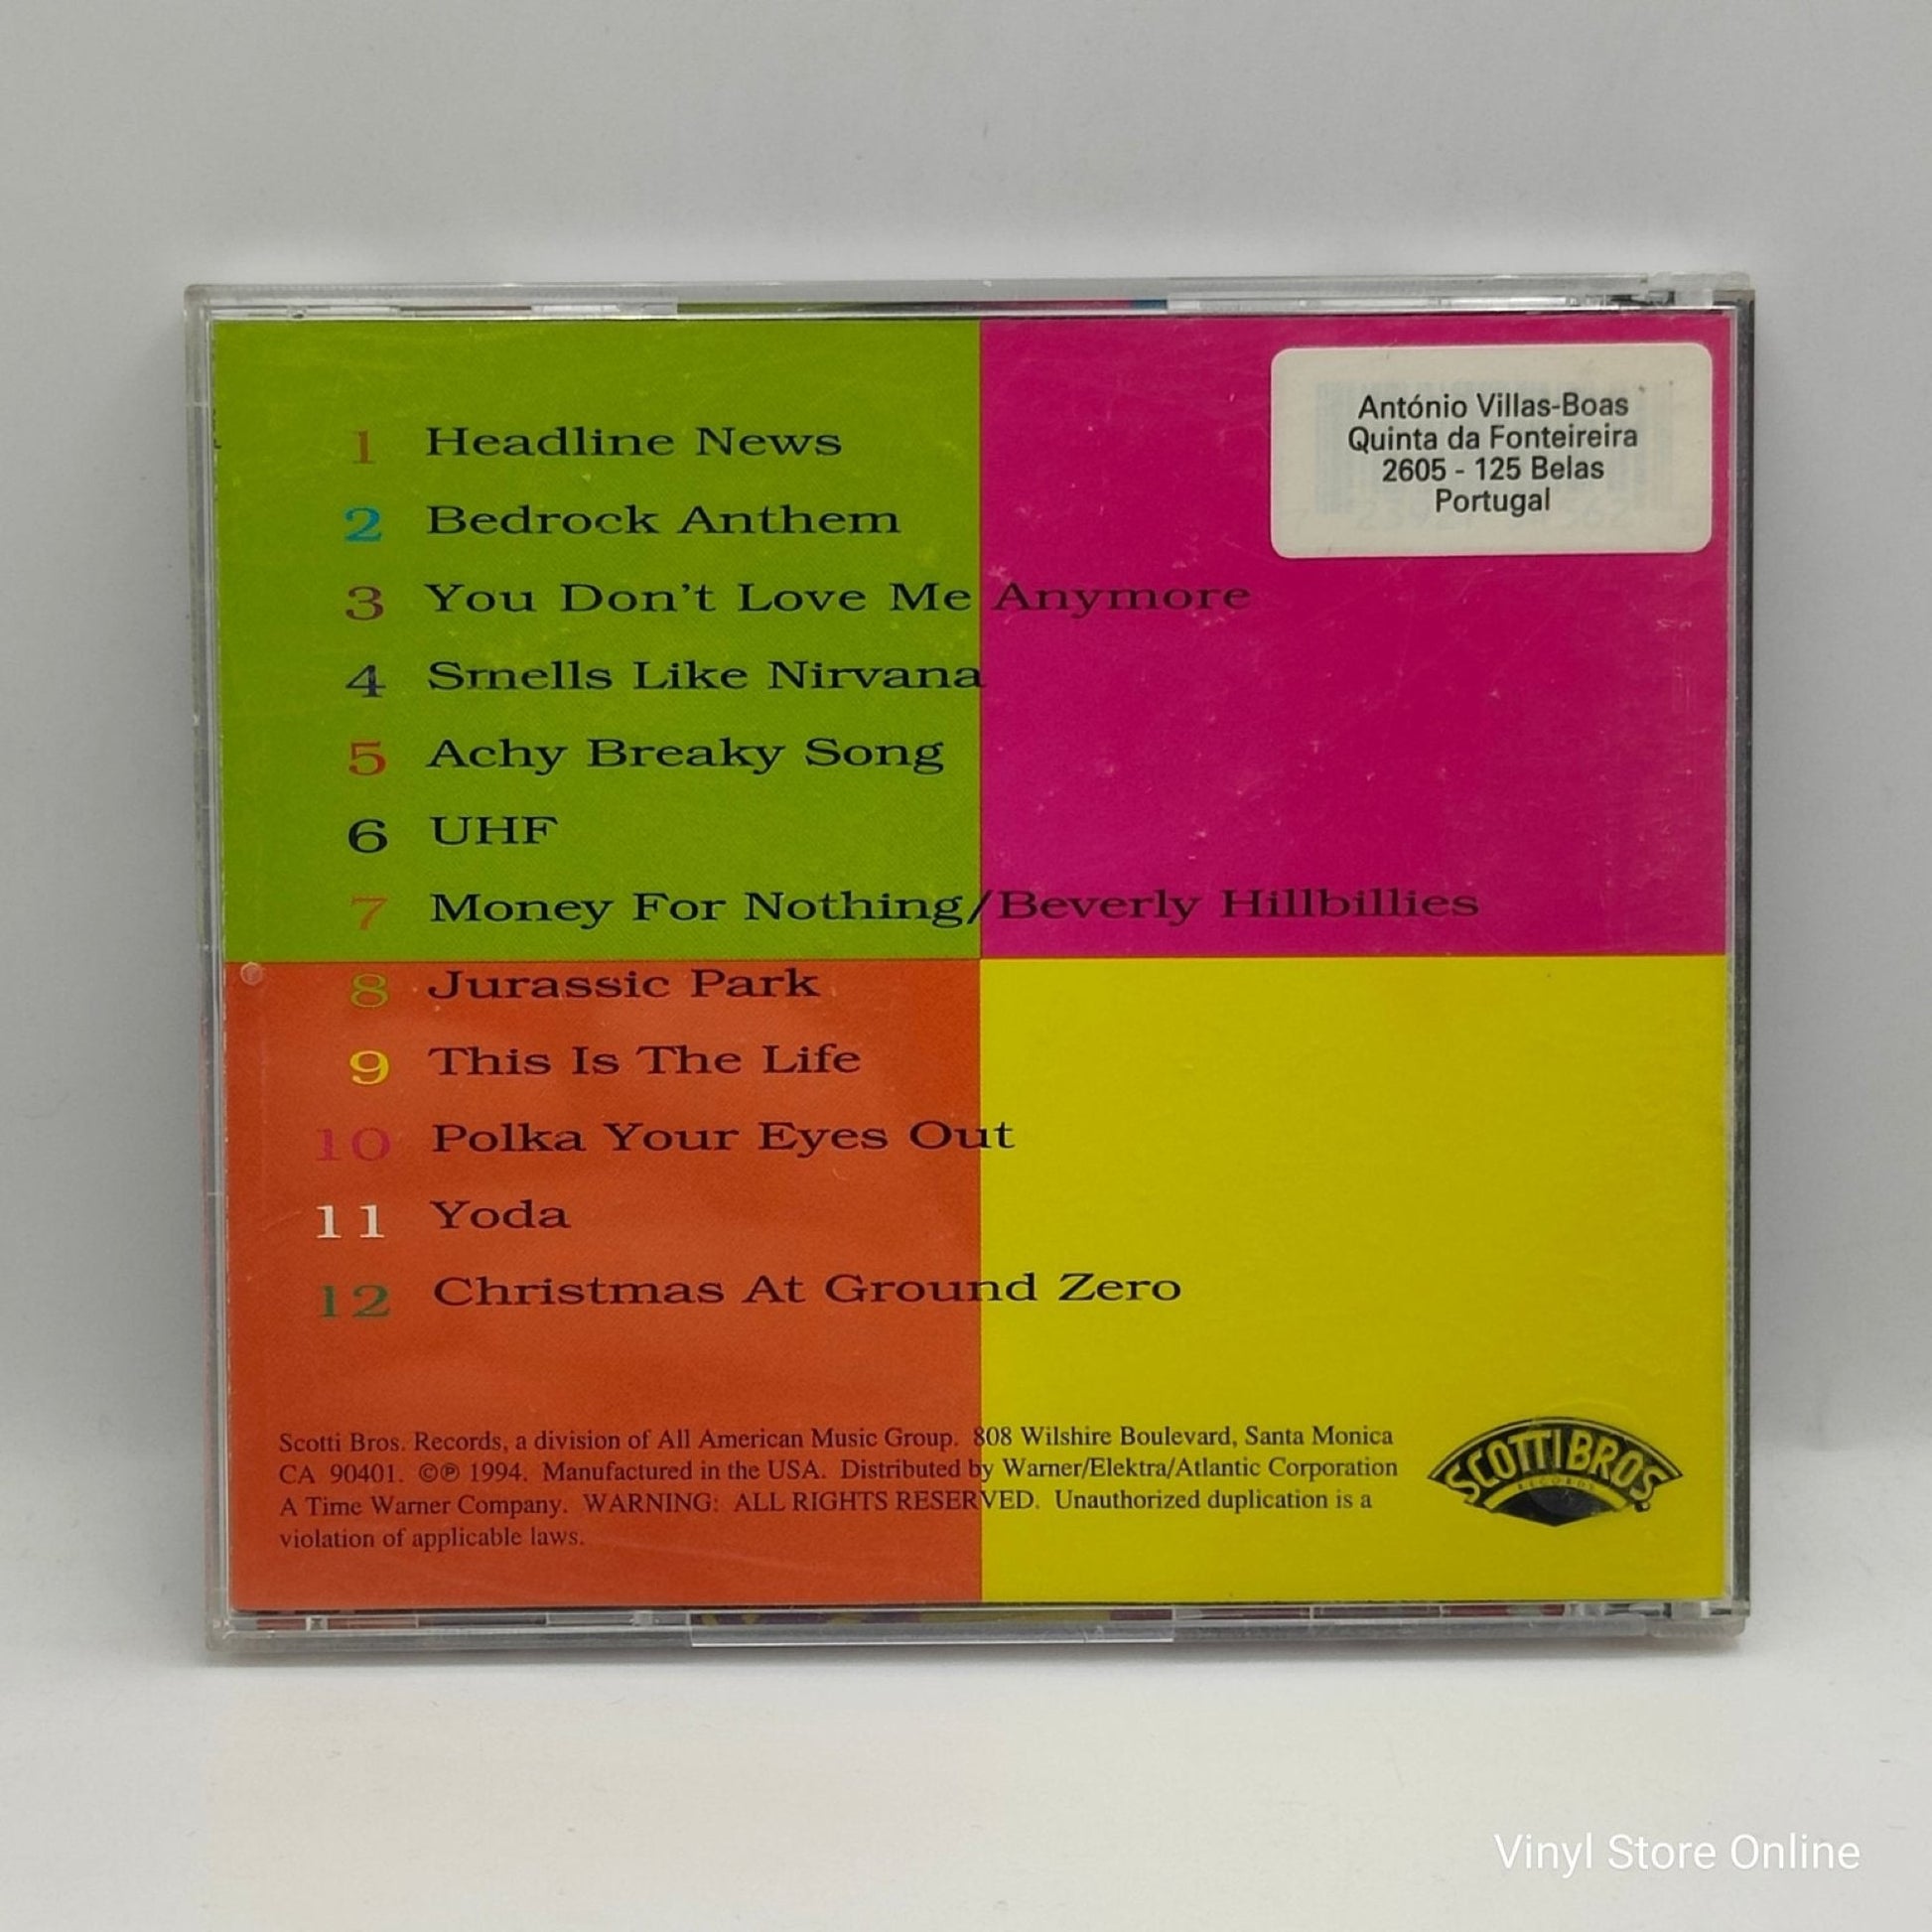 António Villas-Boas
Quinta da Fonteireira
2605 - 125 Belas
Portugal
1 Headline News
2 Bedrock Anthem
3 You Don't Love Me Anymore
4 Smells Like Nirvana
5 Achy Breaky Song
6 UHF
7 Money For Nothing/Beverly Hillbillies
8 Jurassic Park
9 This Is The Life
10 Polka Your Eyes Out
11 Yoda
12 Christmas At Ground Zero
Scotti Bros. Records, a division of All American Music Group. 808 Wilshire Boulevard, Santa Monica
CA 90401. ©℗ 1994. Manufactured in the USA. Distributed by Warner/Elektra/Atlantic Corporation
A Time Warner Company. WARNING: ALL RIGHTS RESERVED. Unauthorized duplication is a
violation of applicable laws.
SCOTTI BROS
RECORDS
Vinyl Store Online